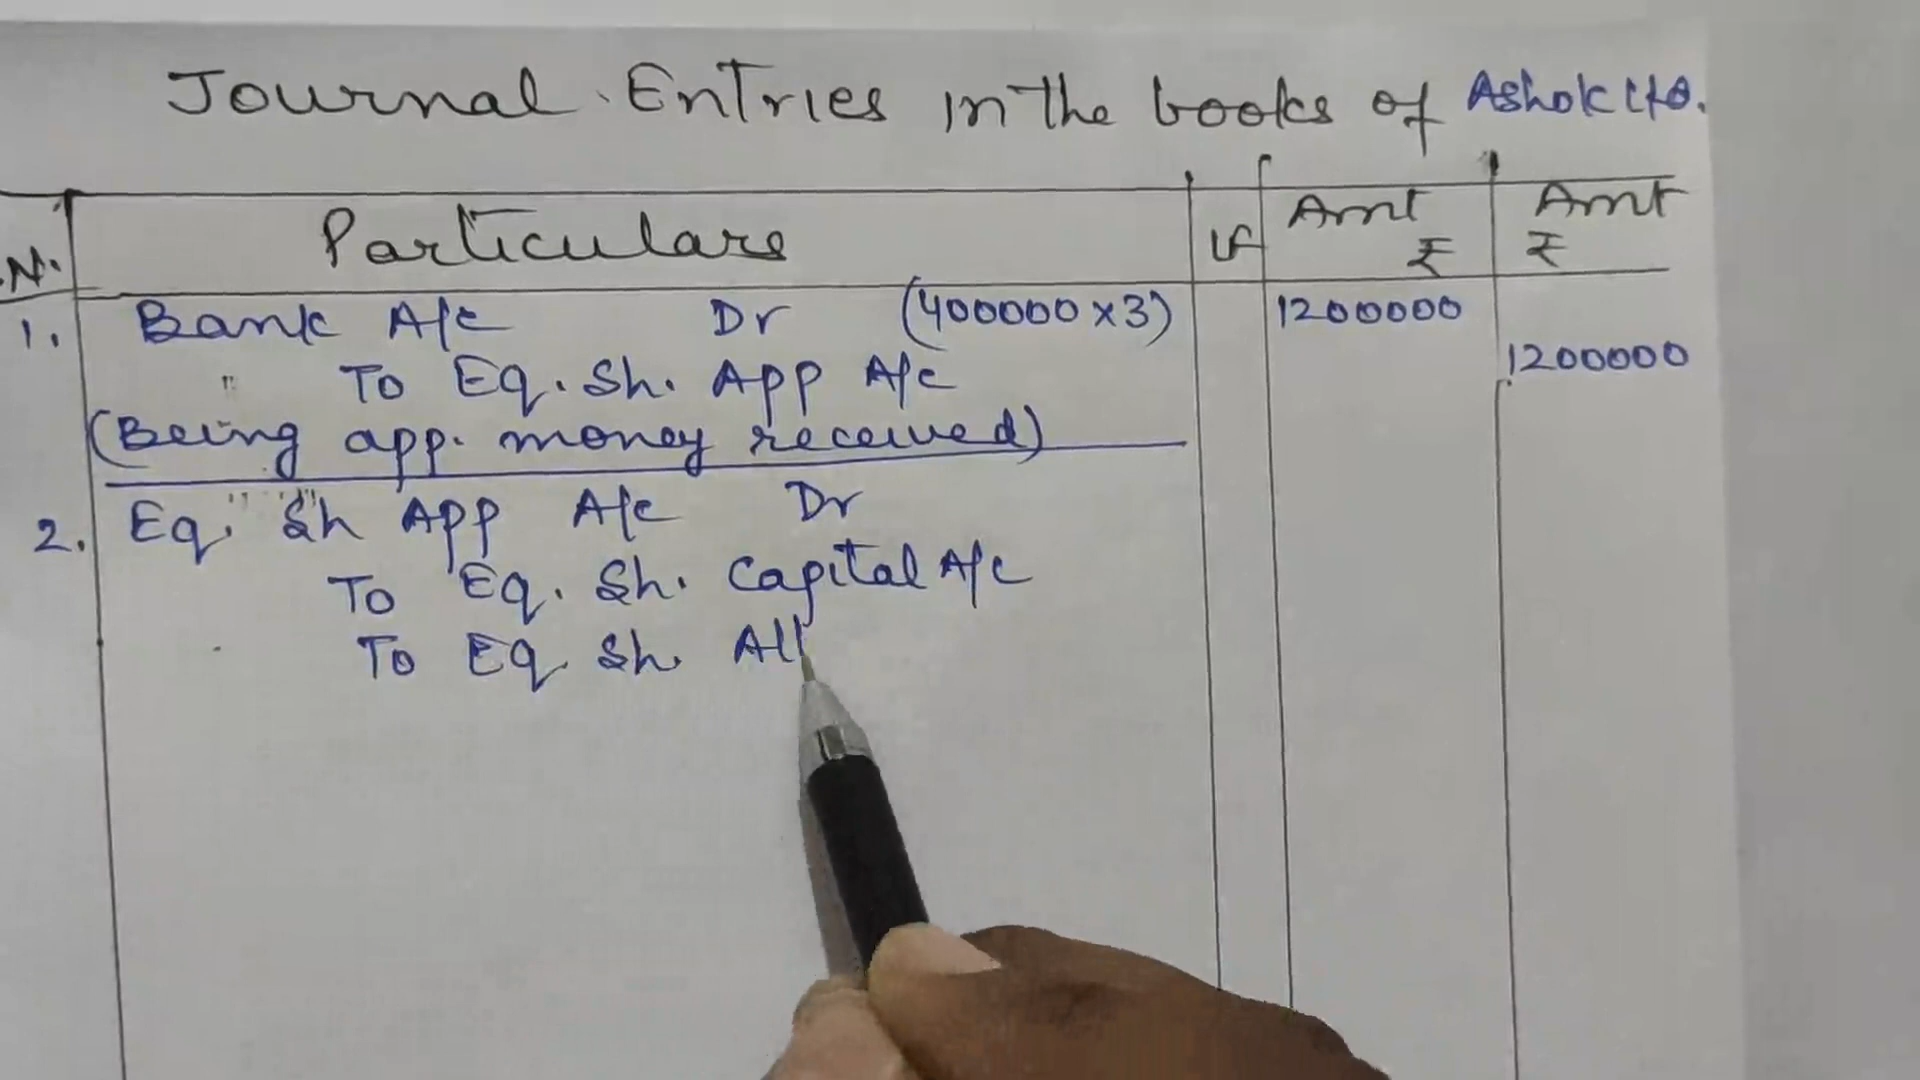 Journal Entries in the books of Ashok Ltd.
.N. Particulars LF Amt ₹ Amt ₹
1. Bank A/c Dr (400000 x 3) 1200000
To Eq. Sh. App A/c 1200000
(Being app. money received)
2. Eq. Sh App A/c Dr
To Eq. Sh. Capital A/c
To Eq. Sh. All